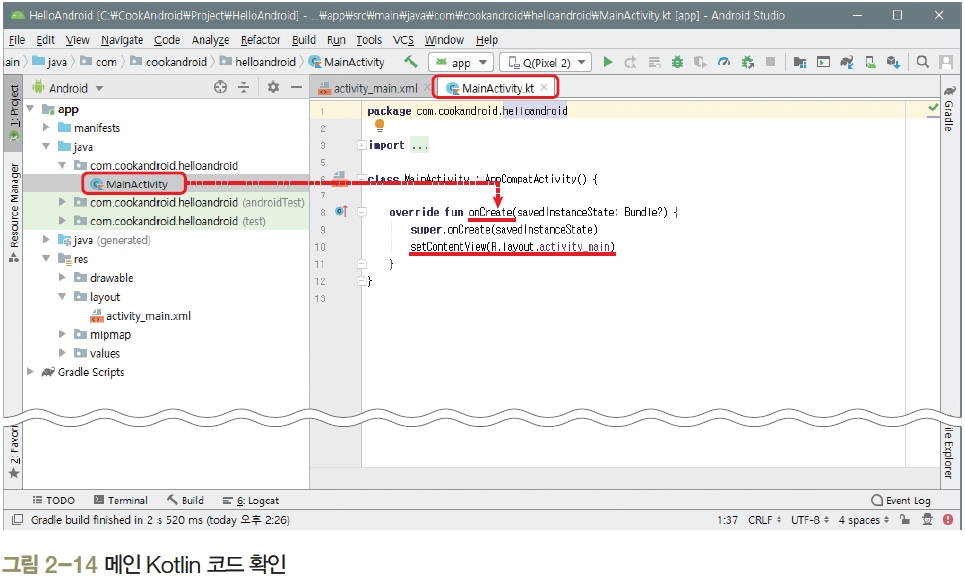 HelloAndroid [C:₩CookAndroid₩Project₩HelloAndroid] - ...₩app₩src₩main₩java₩com₩cookandroid₩helloandroid₩MainActivity.kt [app] - Android Studio
File Edit View Navigate Code Analyze Refactor Build Run Tools VCS Window Help
ain java com cookandroid helloandroid MainActivity app Q(Pixel 2)
1: Project
Resource Manager
2: Favor
Android
app
manifests
java
com.cookandroid.helloandroid
MainActivity
com.cookandroid.helloandroid (androidTest)
com.cookandroid.helloandroid (test)
java (generated)
res
drawable
layout
activity_main.xml
mipmap
values
Gradle Scripts
activity_main.xml MainActivity.kt
1 package com.cookandroid.helloandroid
2
3 import ...
5
6 class MainActivity : AppCompatActivity() {
7
8 override fun onCreate(savedInstanceState: Bundle?) {
9 super.onCreate(savedInstanceState)
10 setContentView(R.layout.activity_main)
11 }
12 }
13
Gradle
ile Explorer
TODO Terminal Build 6: Logcat Event Log
Gradle build finished in 2 s 520 ms (today 오후 2:26) 1:37 CRLF UTF-8 4 spaces
그림 2-14 메인 Kotlin 코드 확인